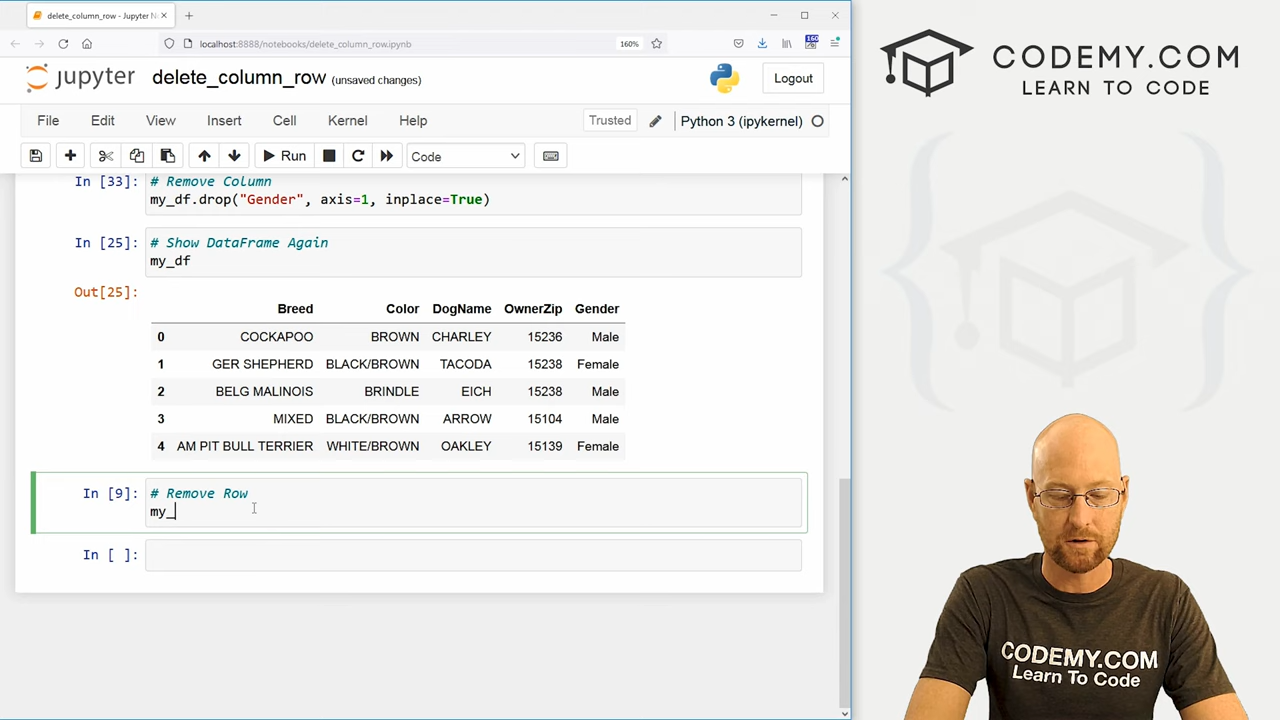 delete_column_row - Jupyter N
localhost:8888/notebooks/delete_column_row.ipynb
160%
160
jupyter delete_column_row (unsaved changes)
Logout
File Edit View Insert Cell Kernel Help
Trusted
Python 3 (ipykernel)
Run
Code
In [33]: # Remove Column
my_df.drop("Gender", axis=1, inplace=True)
In [25]: # Show DataFrame Again
my_df
Out[25]:
Breed Color DogName OwnerZip Gender
0 COCKAPOO BROWN CHARLEY 15236 Male
1 GER SHEPHERD BLACK/BROWN TACODA 15238 Female
2 BELG MALINOIS BRINDLE EICH 15238 Male
3 MIXED BLACK/BROWN ARROW 15104 Male
4 AM PIT BULL TERRIER WHITE/BROWN OAKLEY 15139 Female
In [9]: # Remove Row
my_
In [ ]:
CODEMY.COM
LEARN TO CODE
CODEMY.COM
Learn To Code